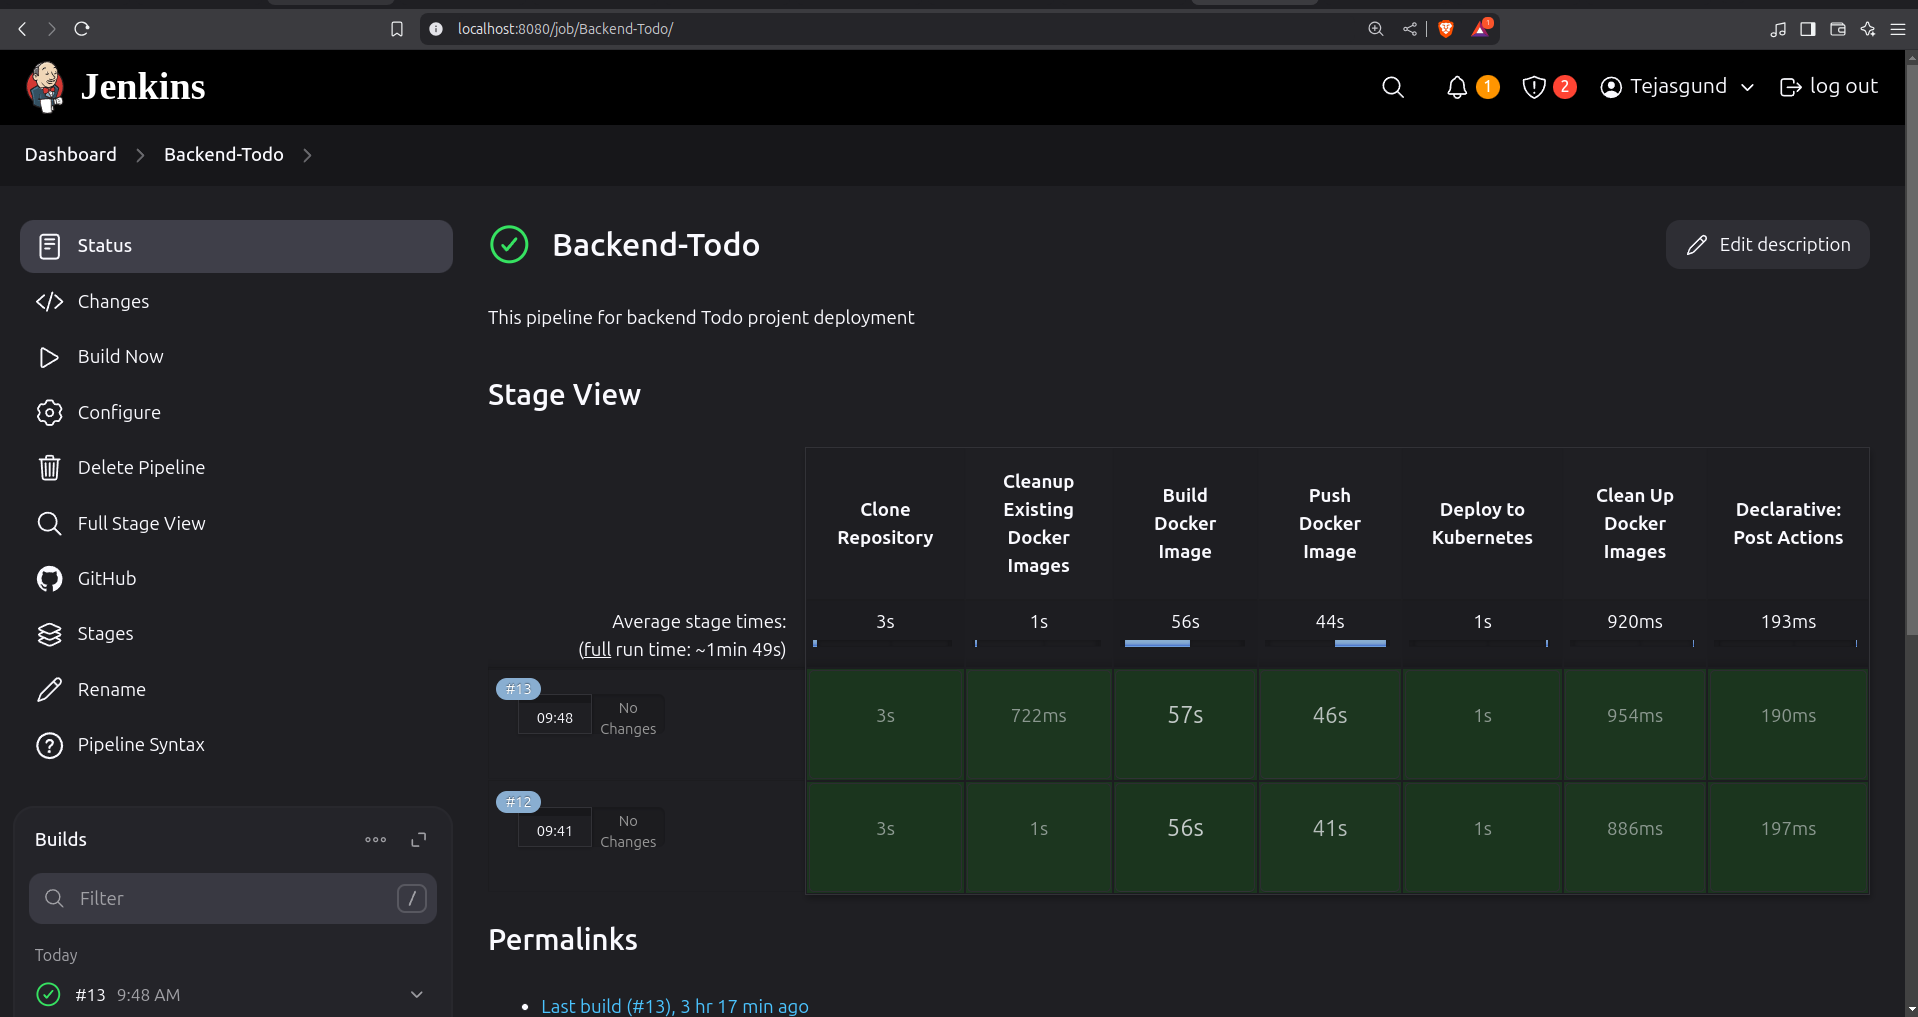 localhost:8080/job/Backend-Todo/
1
Jenkins
1
2
Tejasgund
log out
Dashboard
Backend-Todo
Status
Changes
Build Now
Configure
Delete Pipeline
Full Stage View
GitHub
Stages
Rename
Pipeline Syntax
Builds
Filter
/
Today
#13 9:48 AM
Backend-Todo
Edit description
This pipeline for backend Todo projent deployment
Stage View
Clone
Repository
Cleanup
Existing
Docker
Images
Build
Docker
Image
Push
Docker
Image
Deploy to
Kubernetes
Clean Up
Docker
Images
Declarative:
Post Actions
Average stage times:
(full run time: ~1min 49s)
3s
1s
56s
44s
1s
920ms
193ms
#13
09:48
No
Changes
3s
722ms
57s
46s
1s
954ms
190ms
#12
09:41
No
Changes
3s
1s
56s
41s
1s
886ms
197ms
Permalinks
Last build (#13), 3 hr 17 min ago